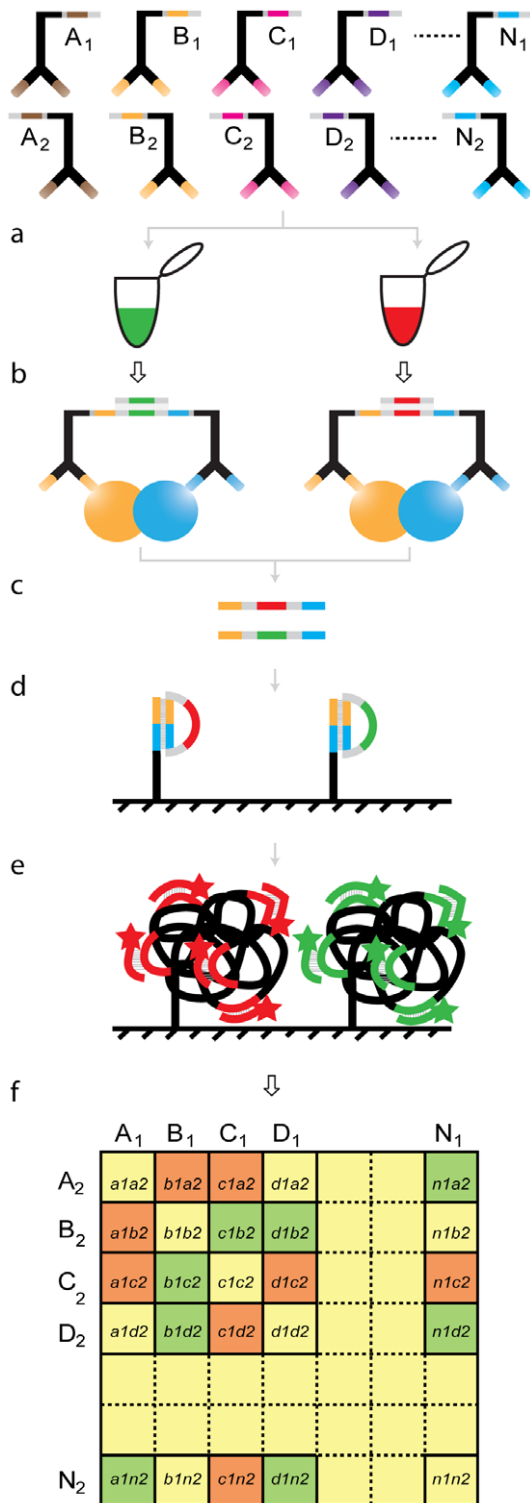 A1 B1 C1 D1 N1
A2 B2 C2 D2 N2
a
b
c
d
e
f
A1 B1 C1 D1 N1
A2 a1a2 b1a2 c1a2 d1a2 n1a2
B2 a1b2 b1b2 c1b2 d1b2 n1b2
C2 a1c2 b1c2 c1c2 d1c2 n1c2
D2 a1d2 b1d2 c1d2 d1d2 n1d2
N2 a1n2 b1n2 c1n2 d1n2 n1n2